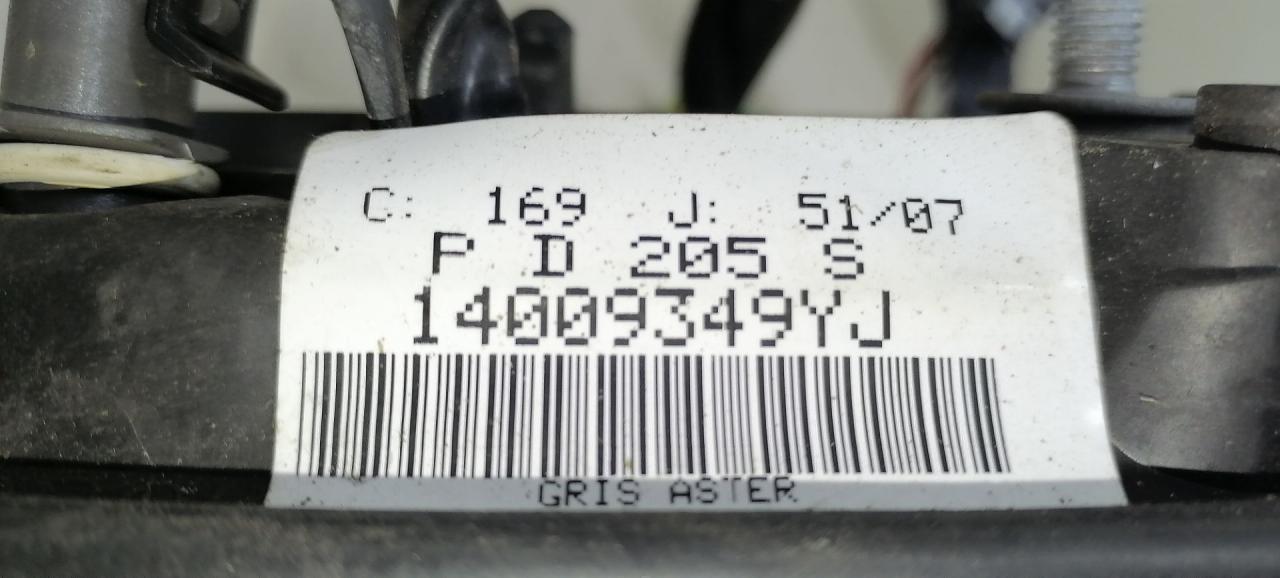 C: 169 J: 51/07
P D 205 S
14009349YJ
GRIS ASTER